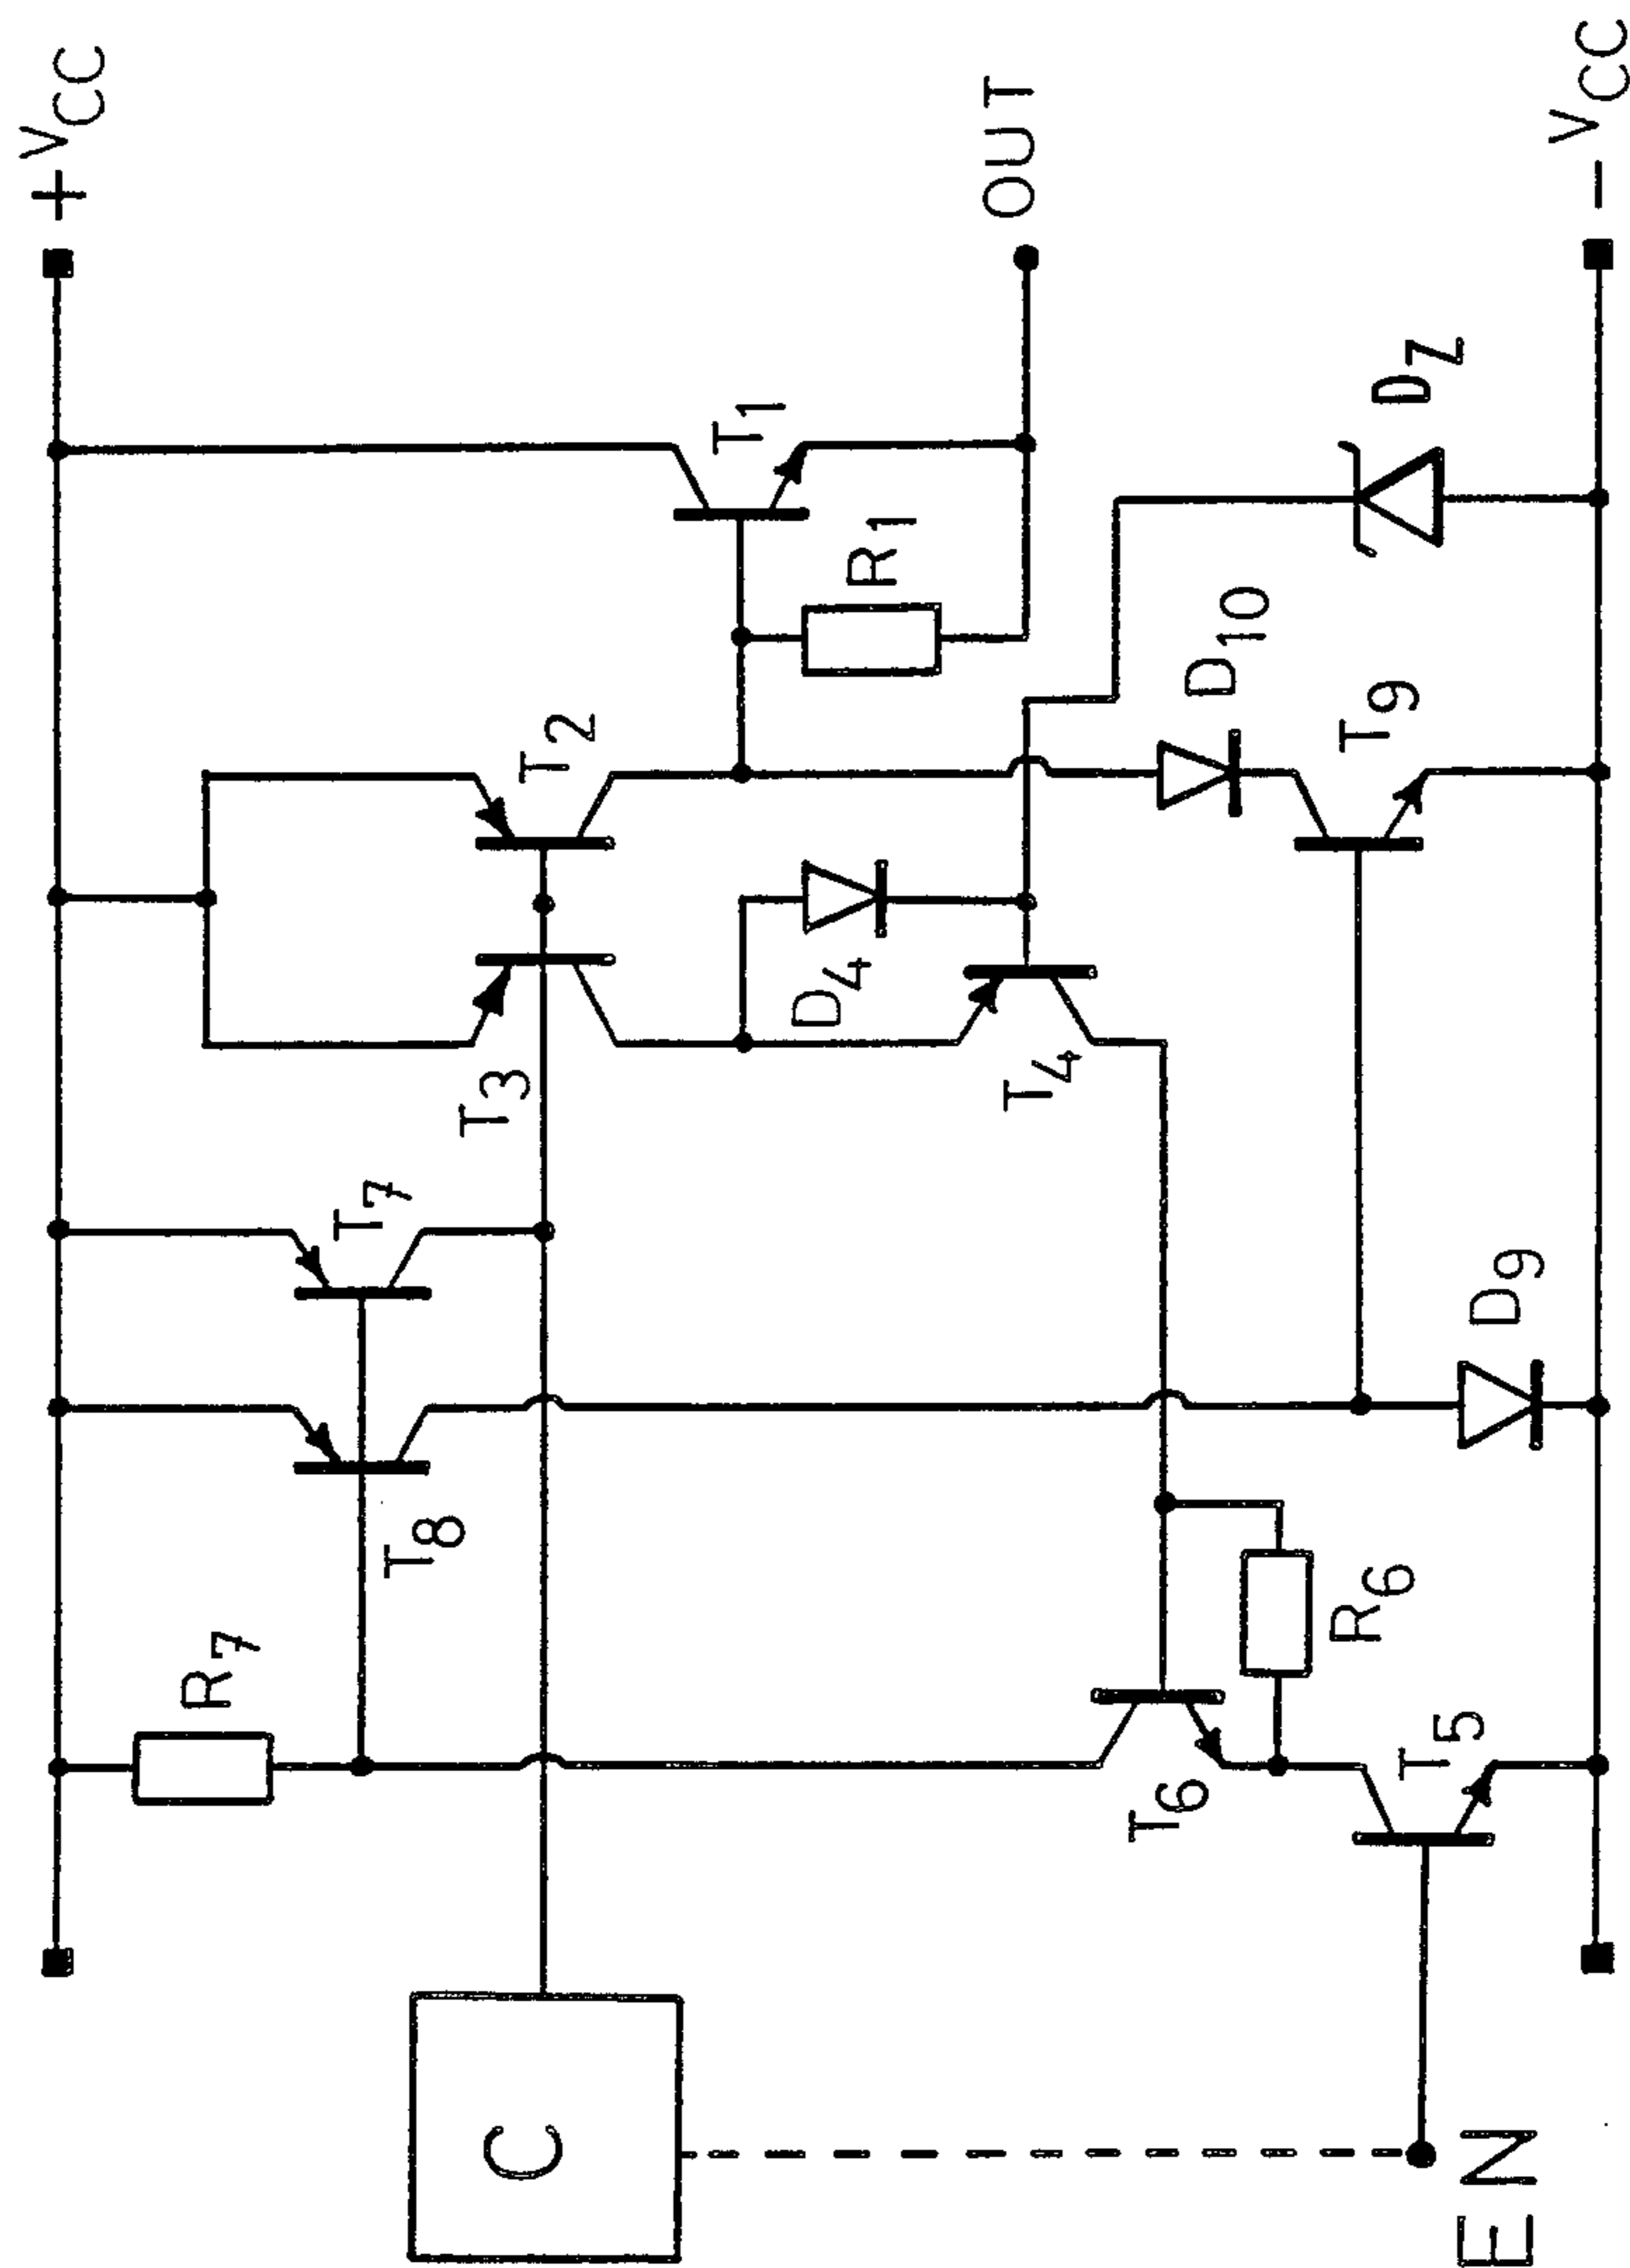 + VCC
R7
T8
T7
T3
T2
T1
R1
OUT
D4
T4
D10
T9
DZ
D9
R6
T6
T5
C
EN
- VCC